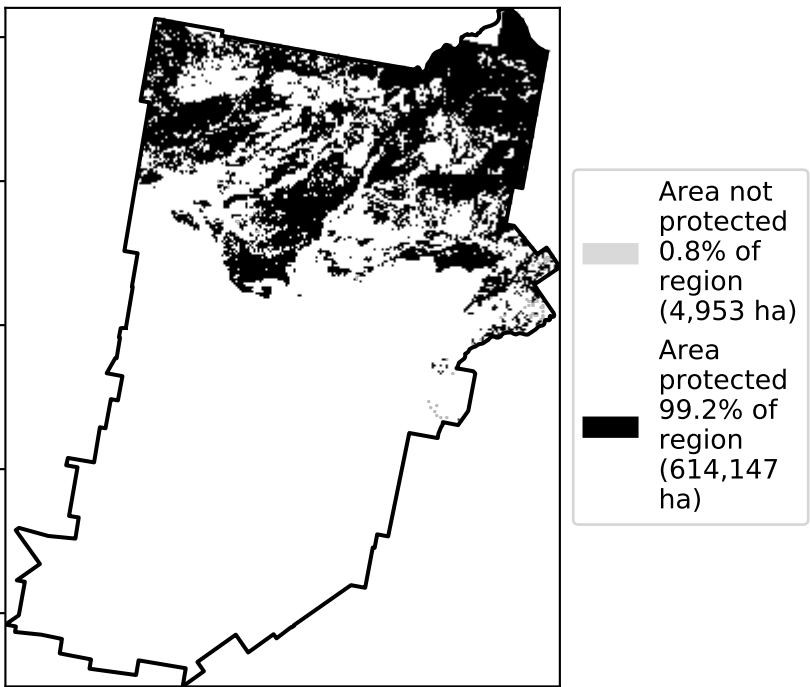 Area not
protected
0.8% of
region
(4,953 ha)
Area
protected
99.2% of
region
(614,147
ha)